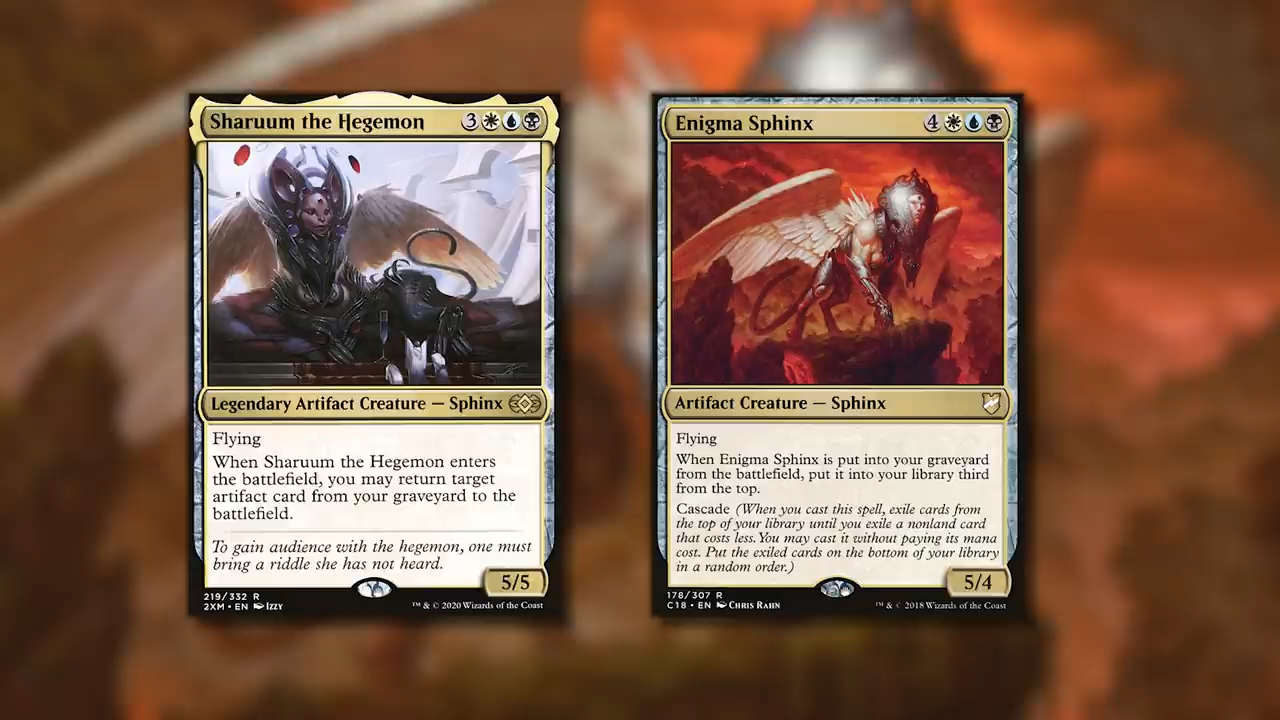 Sharuum the Hegemon 3
Legendary Artifact Creature — Sphinx
Flying
When Sharuum the Hegemon enters
the battlefield, you may return target
artifact card from your graveyard to the
battlefield.
To gain audience with the hegemon, one must
bring a riddle she has not heard.
5/5
219/332 R
2XM • EN Izzy
™ & © 2020 Wizards of the Coast
Enigma Sphinx 4
Artifact Creature — Sphinx
Flying
When Enigma Sphinx is put into your graveyard
from the battlefield, put it into your library third
from the top.
Cascade (When you cast this spell, exile cards from
the top of your library until you exile a nonland card
that costs less. You may cast it without paying its mana
cost. Put the exiled cards on the bottom of your library
in a random order.)
5/4
178/307 R
C18 • EN Chris Rahn
™ & © 2018 Wizards of the Coast